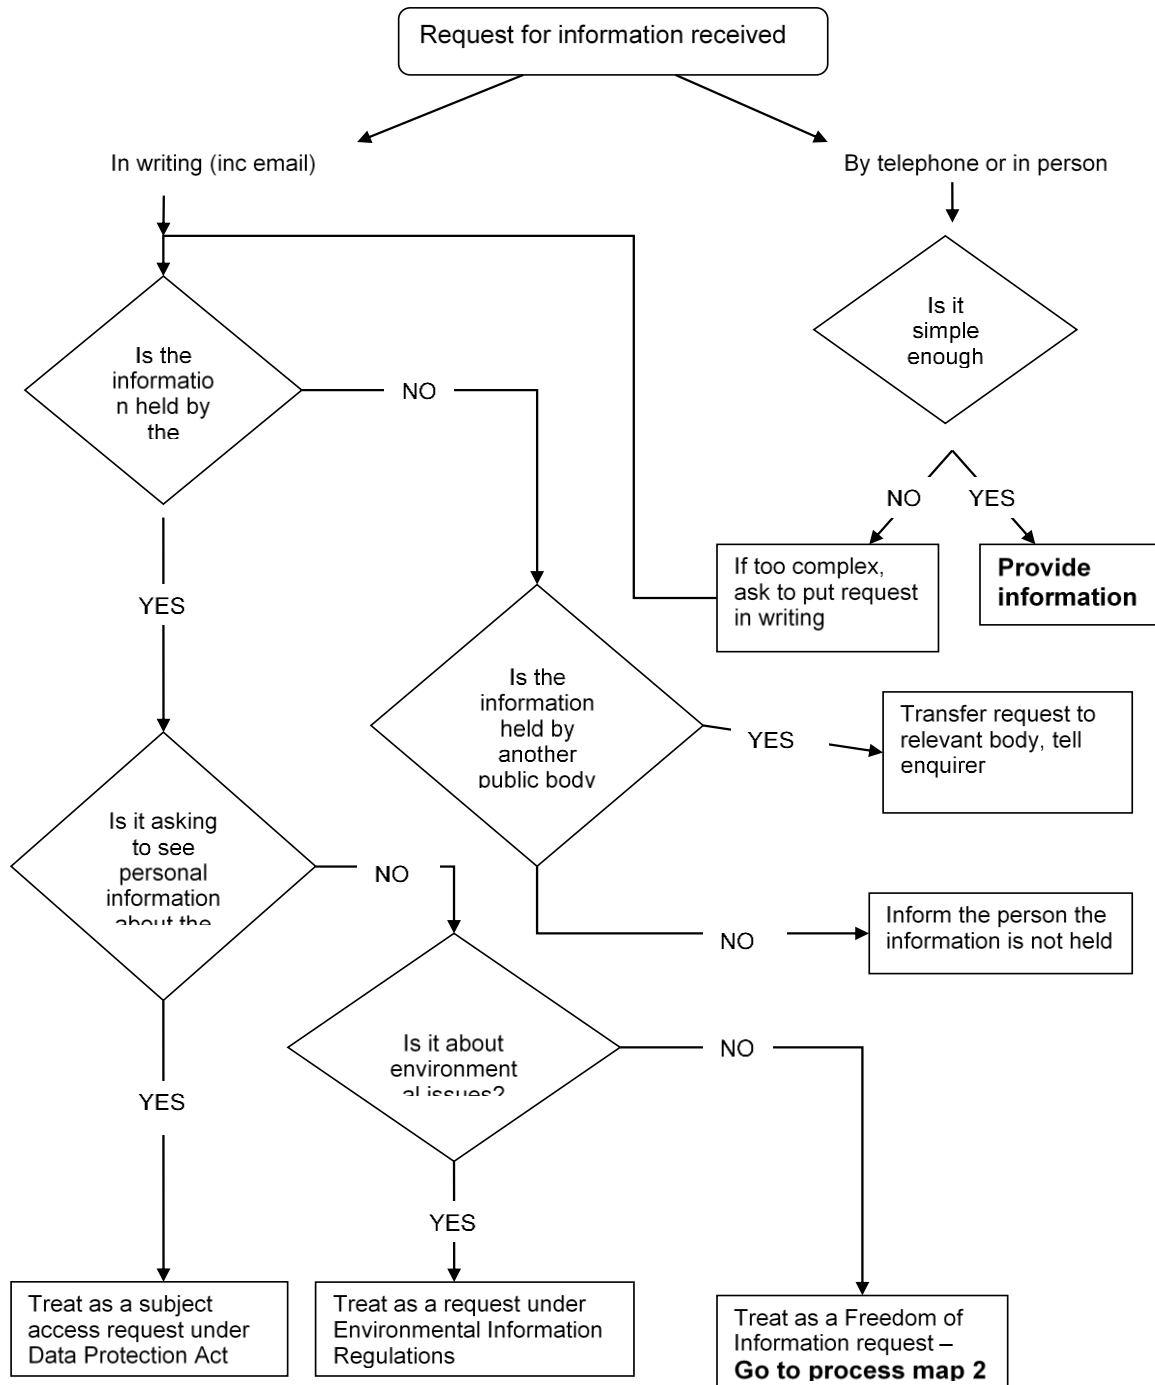 Request for information received
In writing (inc email)
By telephone or in person
Is it
simple
enough
Is the
informatio
n held by
the
NO
NO
YES
If too complex,
ask to put request
in writing
Provide
information
YES
Is the
information
held by
another
public body
YES
Transfer request to
relevant body, tell
enquirer
Is it asking
to see
personal
information
about the
NO
NO
Inform the person the
information is not held
Is it about
environment
al issues?
NO
YES
YES
Treat as a subject
access request under
Data Protection Act
Treat as a request under
Environmental Information
Regulations
Treat as a Freedom of
Information request –
Go to process map 2